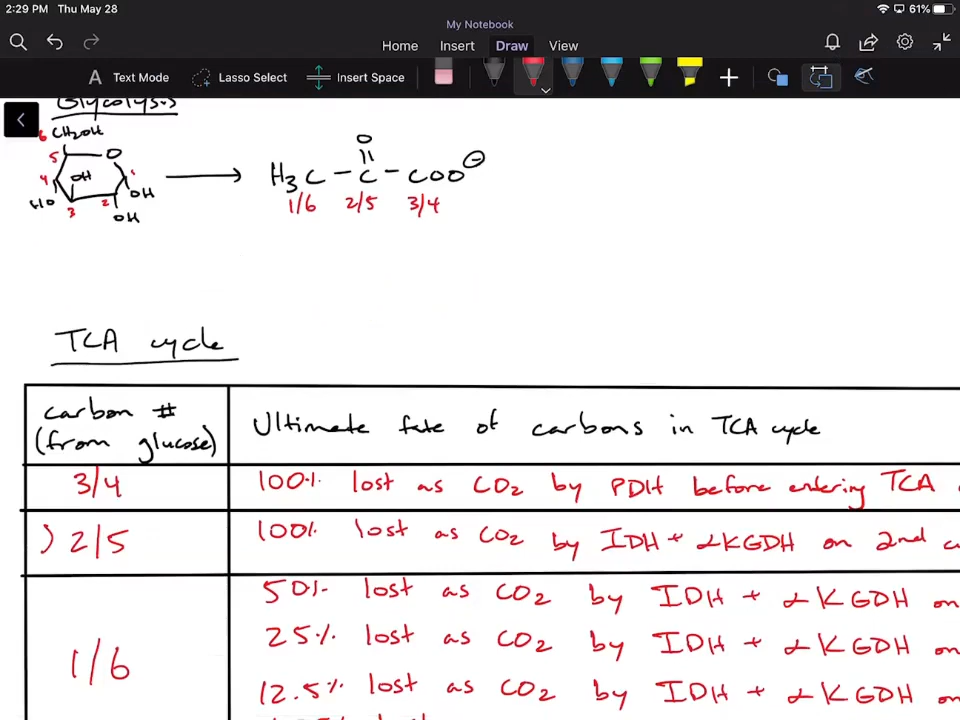 2:29 PM Thu May 28
61%
My Notebook
Home Insert Draw View
A Text Mode Lasso Select Insert Space
Glycolysis
6 CH2OH
5 O
4 OH 1
HO 3 2 OH
OH
O
H3C - C - COO⊖
1/6 2/5 3/4
TCA cycle
carbon #
(from glucose)
Ultimate fate of carbons in TCA cycle
3/4 100% lost as CO2 by PDH before entering TCA
2/5 100% lost as CO2 by IDH + αKGDH on 2nd
1/6
50% lost as CO2 by IDH + αKGDH on
25% lost as CO2 by IDH + αKGDH on
12.5% lost as CO2 by IDH + αKGDH on